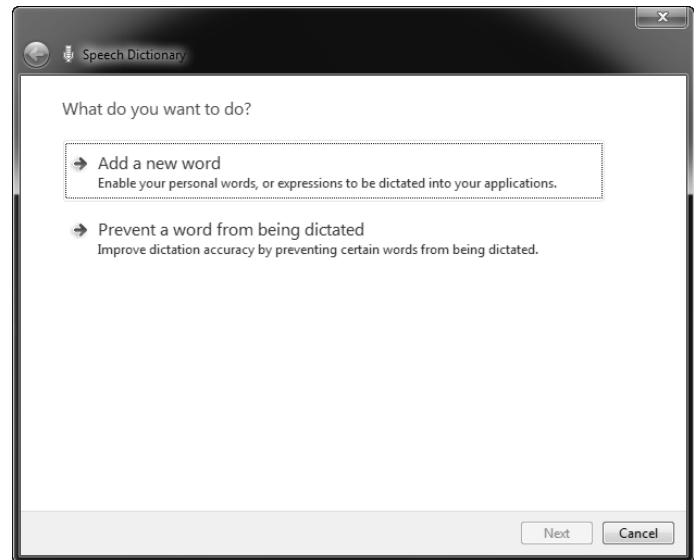 Speech Dictionary
What do you want to do?
Add a new word
Enable your personal words, or expressions to be dictated into your applications.
Prevent a word from being dictated
Improve dictation accuracy by preventing certain words from being dictated.
Next Cancel